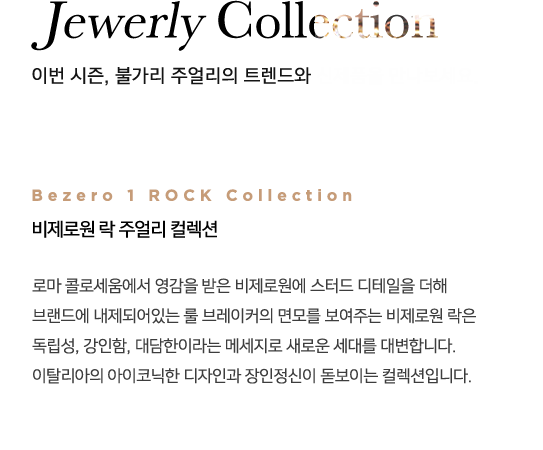 Jewerly Collection
이번 시즌, 불가리 주얼리의 트렌드와
Bezero 1 ROCK Collection
비제로원 락 주얼리 컬렉션
로마 콜로세움에서 영감을 받은 비제로원에 스터드 디테일을 더해
브랜드에 내제되어있는 룰 브레이커의 면모를 보여주는 비제로원 락은
독립성, 강인함, 대담한이라는 메세지로 새로운 세대를 대변합니다.
이탈리아의 아이코닉한 디자인과 장인정신이 돋보이는 컬렉션입니다.